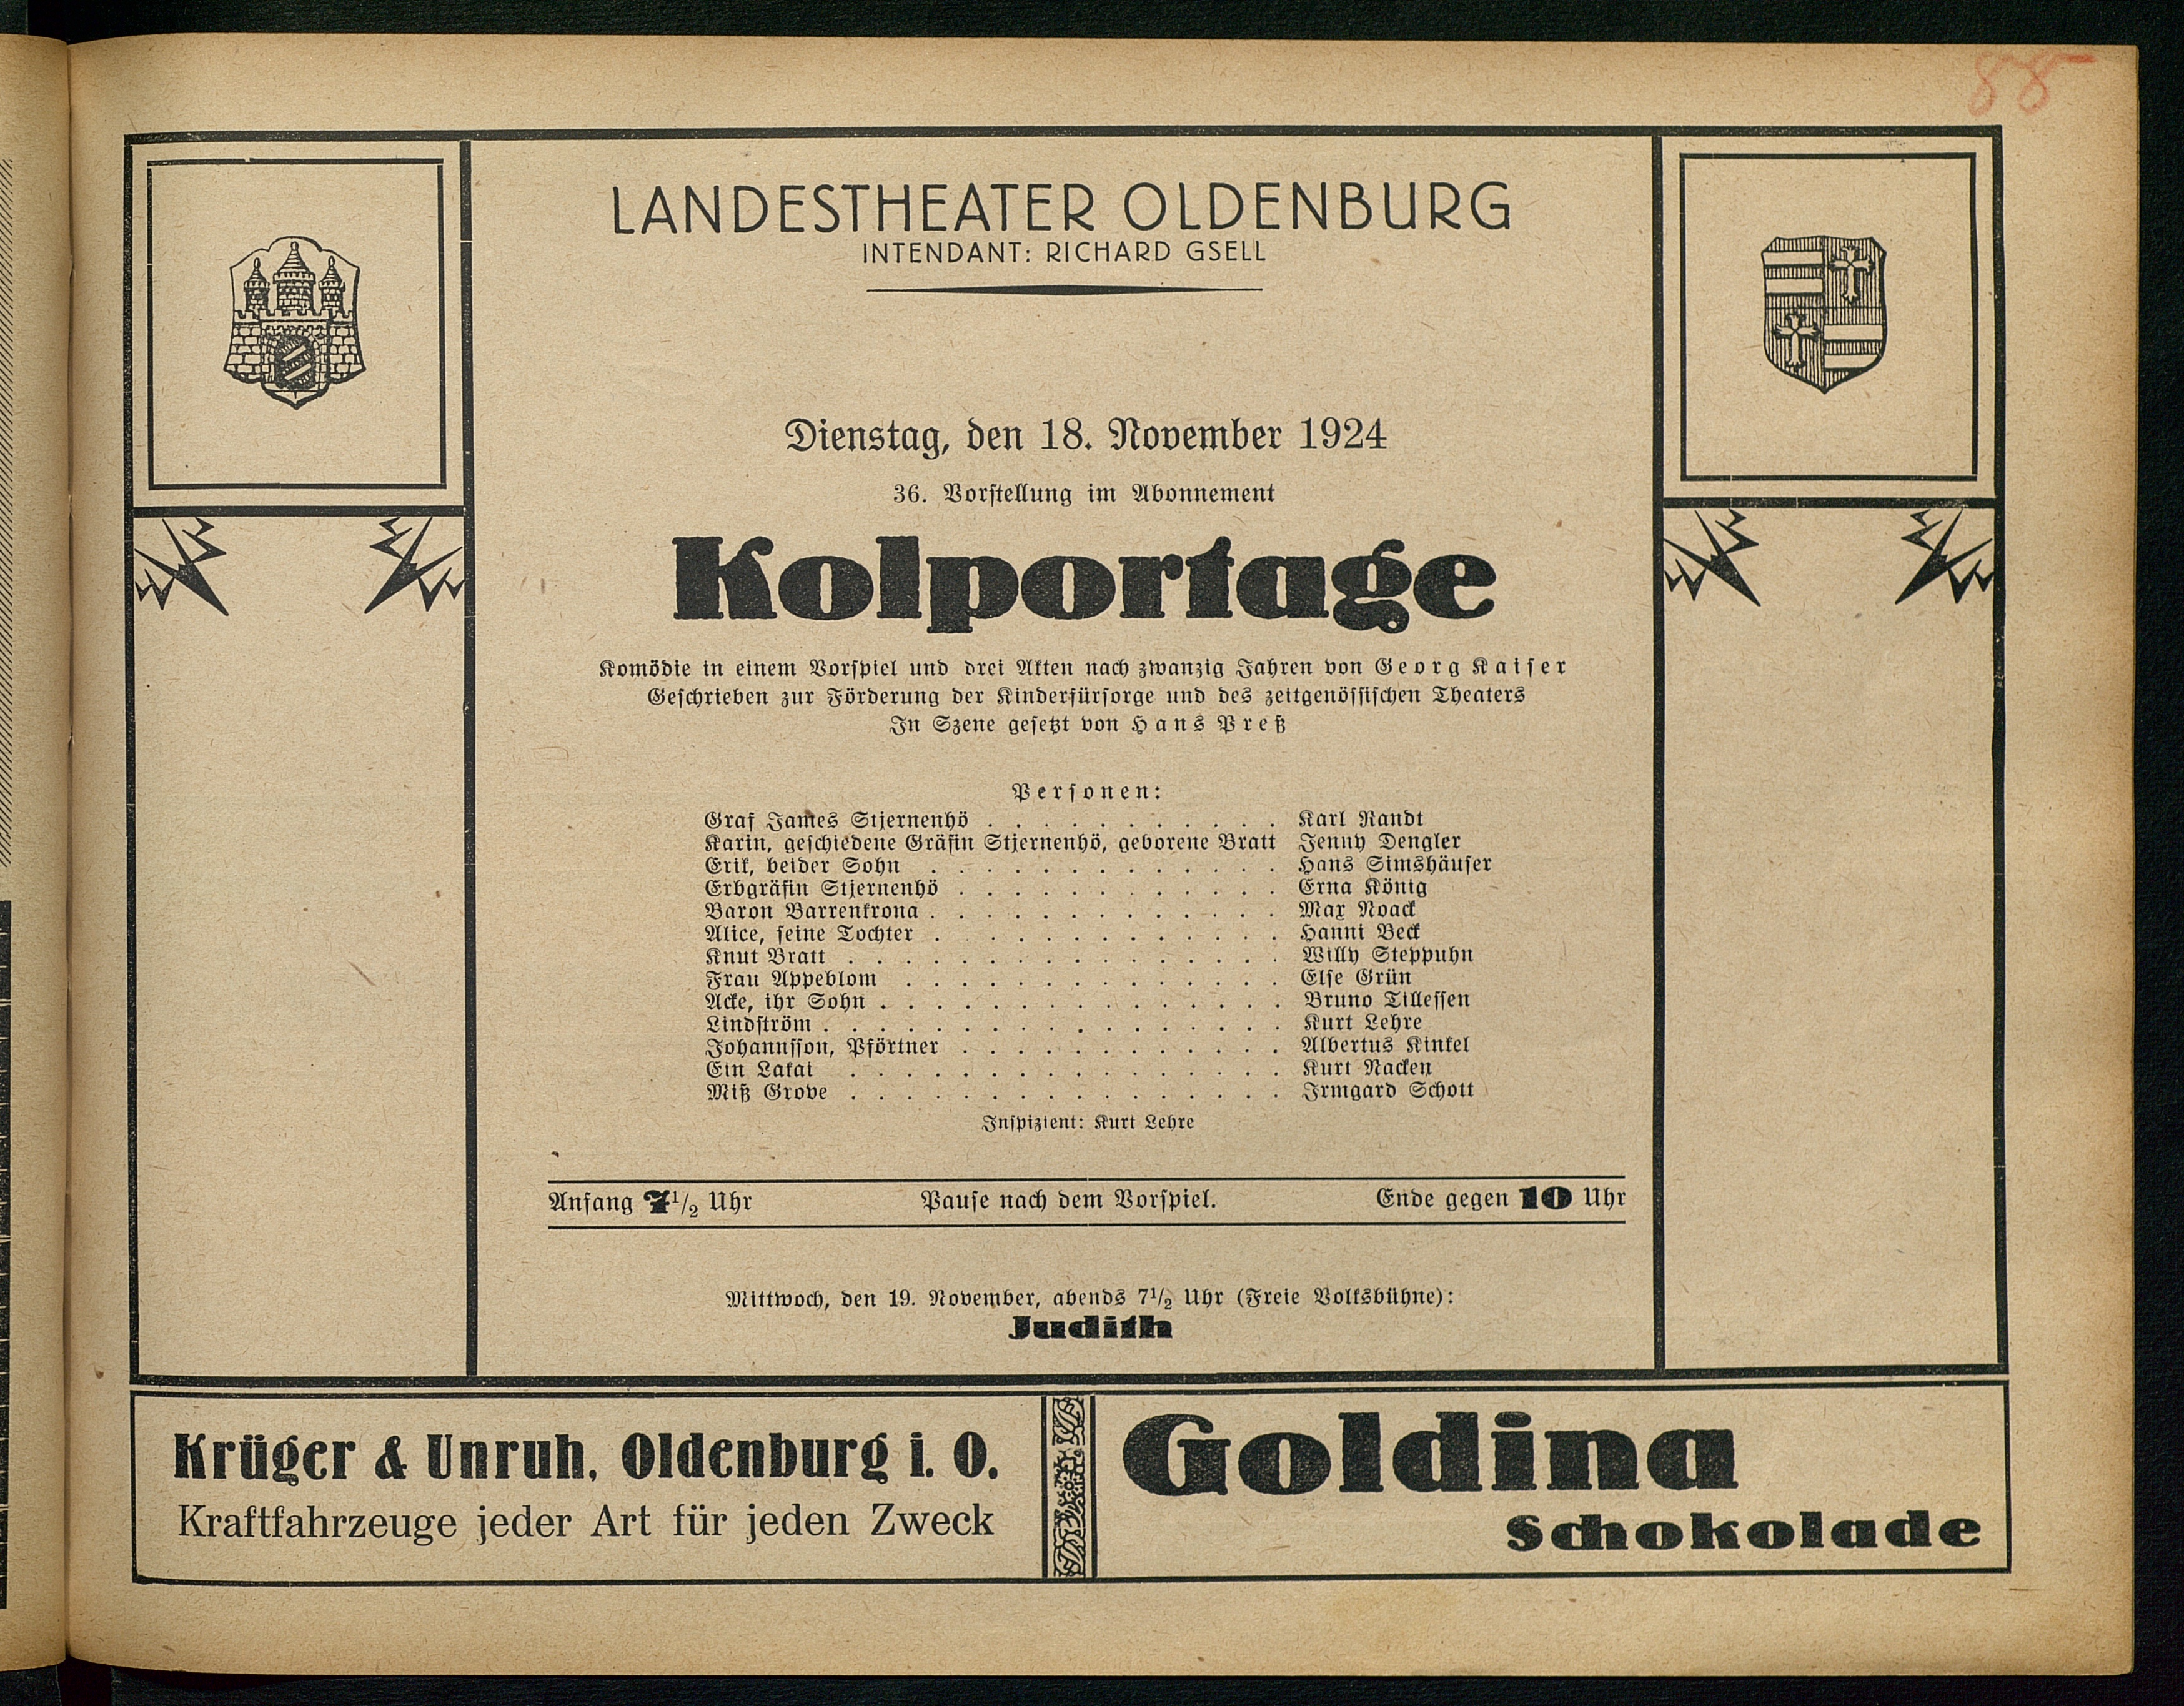 88
LANDESTHEATER OLDENBURG
INTENDANT: RICHARD GSELL
Dienstag, den 18. November 1924
36. Vorstellung im Abonnement
Kolportage
Komödie in einem Vorspiel und drei Akten nach zwanzig Jahren von Georg Kaiser
Geschrieben zur Förderung der Kinderfürsorge und des zeitgenössischen Theaters
In Szene gesetzt von Hans Preß
Personen:
Graf James Stjernenhö . . . . . . . . . . . Karl Randt
Karin, geschiedene Gräfin Stjernenhö, geborene Bratt Jenny Dengler
Erik, beider Sohn . . . . . . . . . . . . . Hans Simshäuser
Erbgräfin Stjernenhö . . . . . . . . . . . . Erna König
Baron Barrenkrona . . . . . . . . . . . . . Max Noack
Alice, seine Tochter . . . . . . . . . . . . Hanni Beck
Knut Bratt . . . . . . . . . . . . . . . . Willy Steppuhn
Frau Appeblom . . . . . . . . . . . . . . Else Grün
Acke, ihr Sohn . . . . . . . . . . . . . . . Bruno Tillessen
Lindström . . . . . . . . . . . . . . . . . Kurt Lehre
Johannsson, Pförtner . . . . . . . . . . . . Albertus Kinkel
Ein Lakai . . . . . . . . . . . . . . . . Kurt Nacken
Miß Grove . . . . . . . . . . . . . . . . Irmgard Schott
Inspizient: Kurt Lehre
Anfang 7 1/2 Uhr Pause nach dem Vorspiel. Ende gegen 10 Uhr
Mittwoch, den 19. November, abends 7 1/2 Uhr (Freie Volksbühne):
Judith
Krüger & Unruh, Oldenburg i. O.
Kraftfahrzeuge jeder Art für jeden Zweck
Goldina
Schokolade